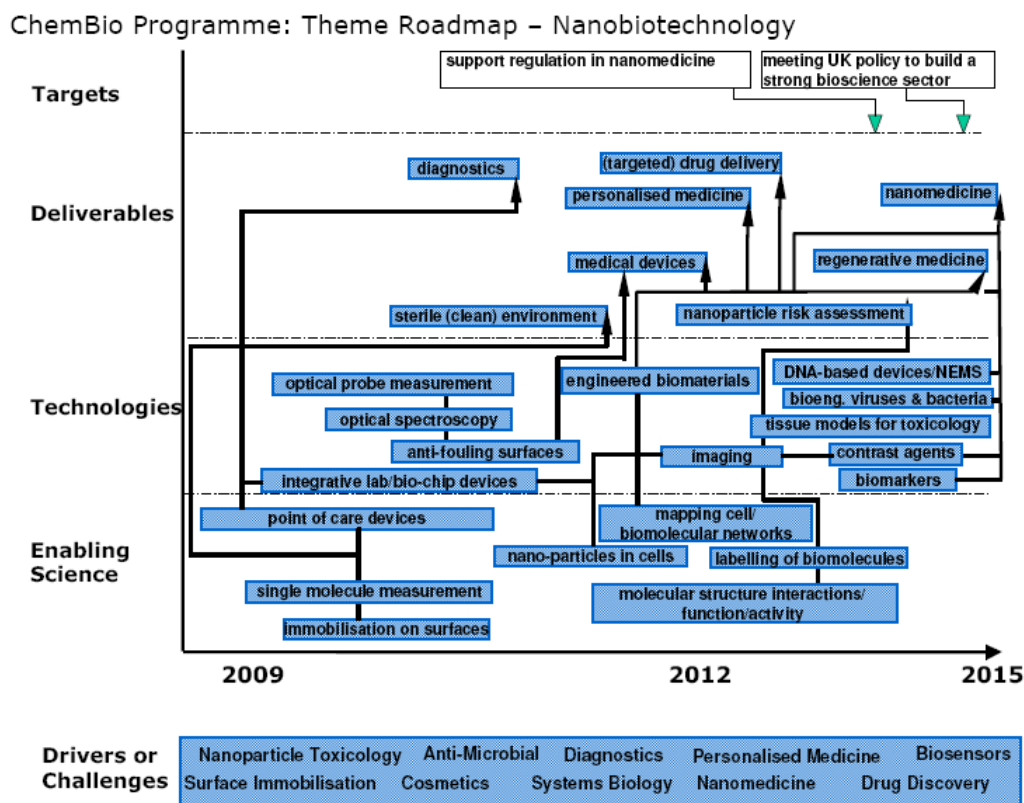 ChemBio Programme: Theme Roadmap – Nanobiotechnology
Targets
support regulation in nanomedicine
meeting UK policy to build a
strong bioscience sector
Deliverables
diagnostics
(targeted) drug delivery
personalised medicine
nanomedicine
medical devices
regenerative medicine
sterile (clean) environment
nanoparticle risk assessment
Technologies
optical probe measurement
engineered biomaterials
DNA-based devices/NEMS
bioeng. viruses & bacteria
optical spectroscopy
tissue models for toxicology
anti-fouling surfaces
imaging
contrast agents
integrative lab/bio-chip devices
biomarkers
Enabling
Science
point of care devices
mapping cell/
biomolecular networks
nano-particles in cells
labelling of biomolecules
single molecule measurement
molecular structure interactions/
function/activity
immobilisation on surfaces
2009
2012
2015
Drivers or
Challenges
Nanoparticle Toxicology
Anti-Microbial
Diagnostics
Personalised Medicine
Biosensors
Surface Immobilisation
Cosmetics
Systems Biology
Nanomedicine
Drug Discovery